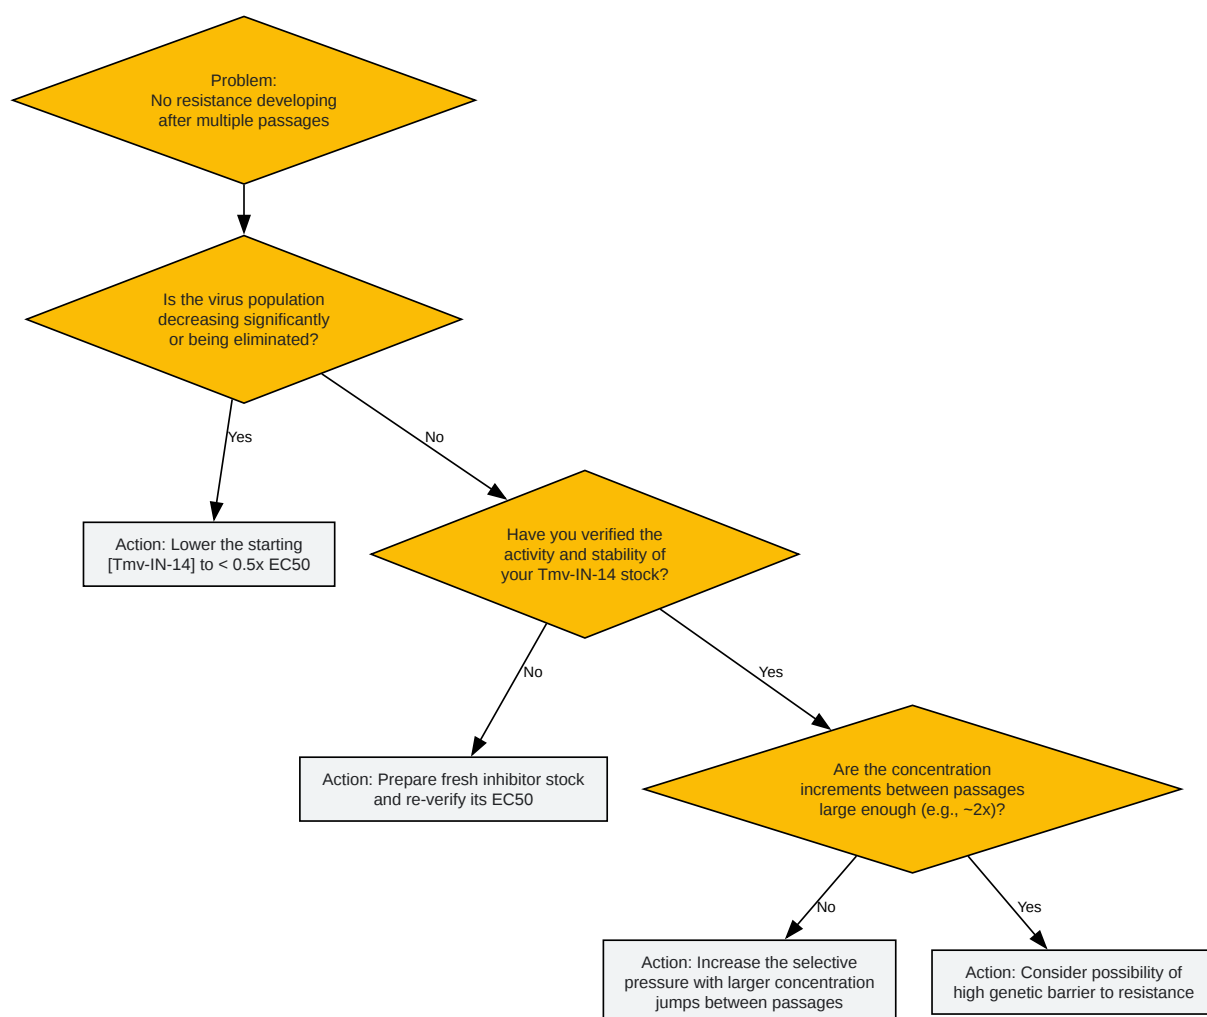 Problem:
No resistance developing
after multiple passages
Is the virus population
decreasing significantly
or being eliminated?
Yes
No
Action: Lower the starting
[Tmv-IN-14] to < 0.5x EC50
Have you verified the
activity and stability of
your Tmv-IN-14 stock?
No
Yes
Action: Prepare fresh inhibitor stock
and re-verify its EC50
Are the concentration
increments between passages
large enough (e.g., ~2x)?
No
Yes
Action: Increase the selective
pressure with larger concentration
jumps between passages
Action: Consider possibility of
high genetic barrier to resistance